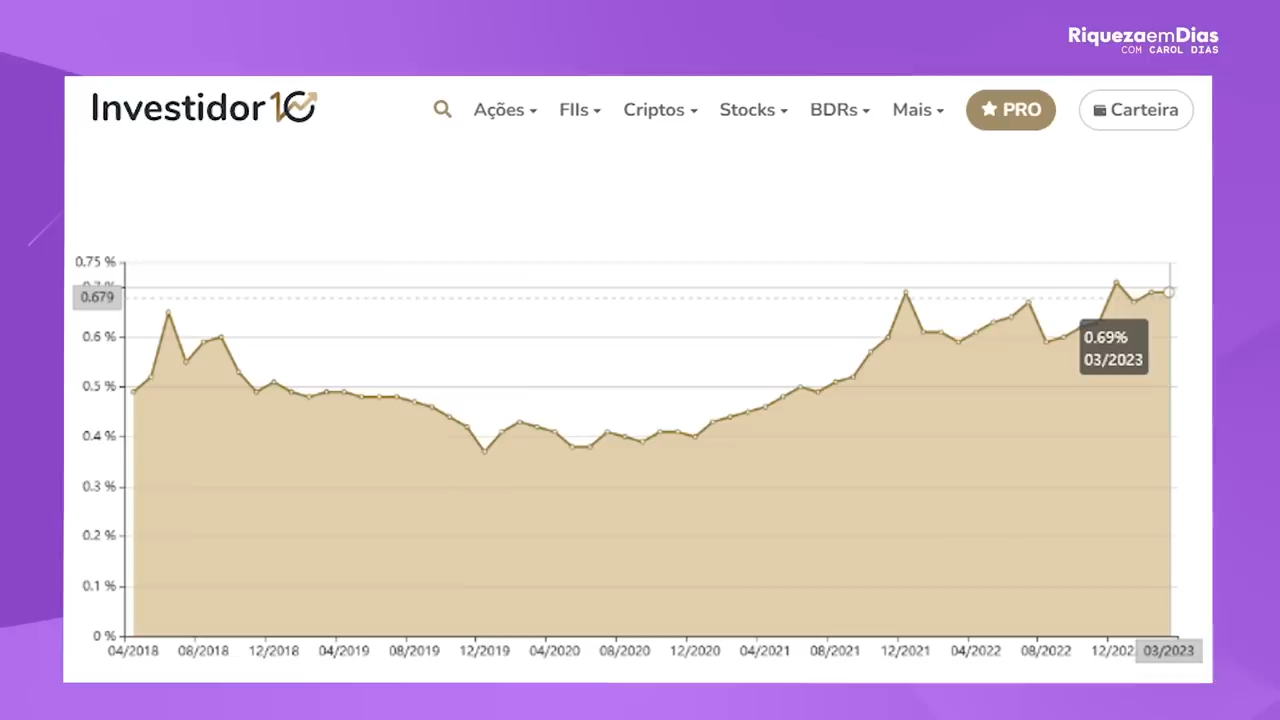 RiquezaemDias
COM CAROL DIAS
Investidor10
Ações FIIs Criptos Stocks BDRs Mais PRO Carteira
0.75 %
0.679
0.6 %
0.5 %
0.4 %
0.3 %
0.2 %
0.1 %
0 %
0.69%
03/2023
04/2018 08/2018 12/2018 04/2019 08/2019 12/2019 04/2020 08/2020 12/2020 04/2021 08/2021 12/2021 04/2022 08/2022 12/202 03/2023